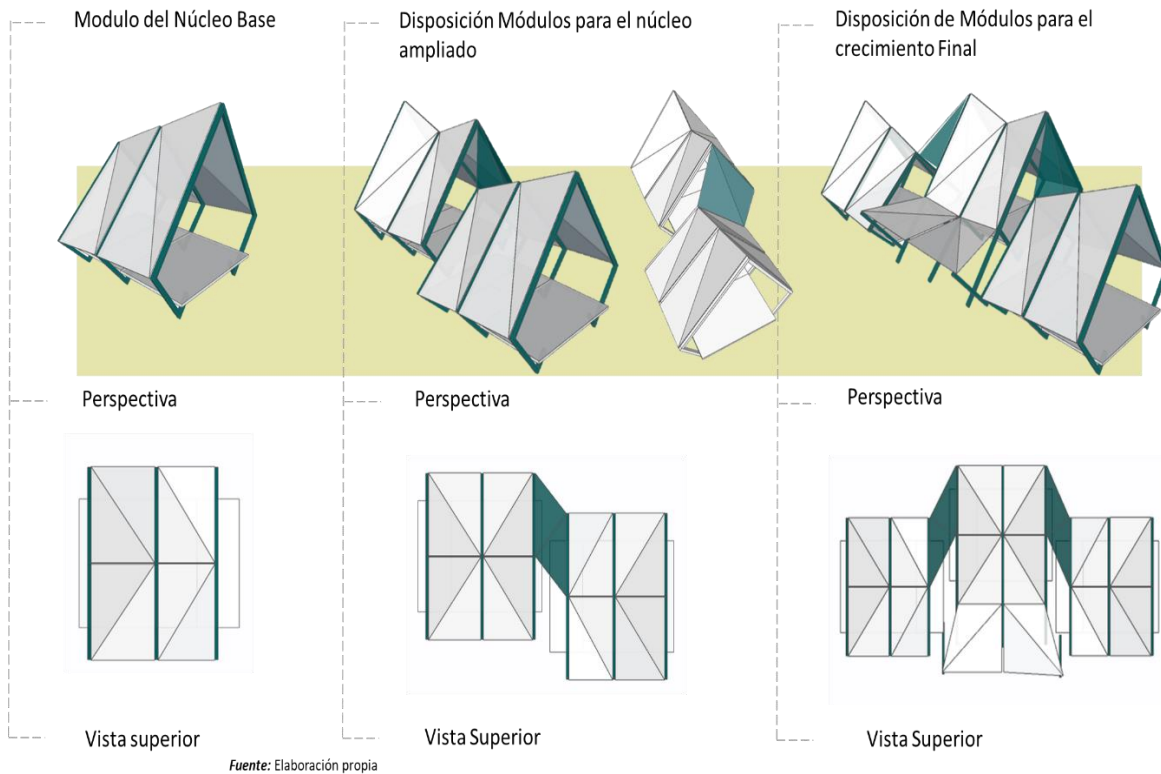 Modulo del Núcleo Base
Disposición Módulos para el núcleo
ampliado
Disposición de Módulos para el
crecimiento Final
Perspectiva
Perspectiva
Perspectiva
Vista superior
Vista Superior
Vista Superior
Fuente: Elaboración propia